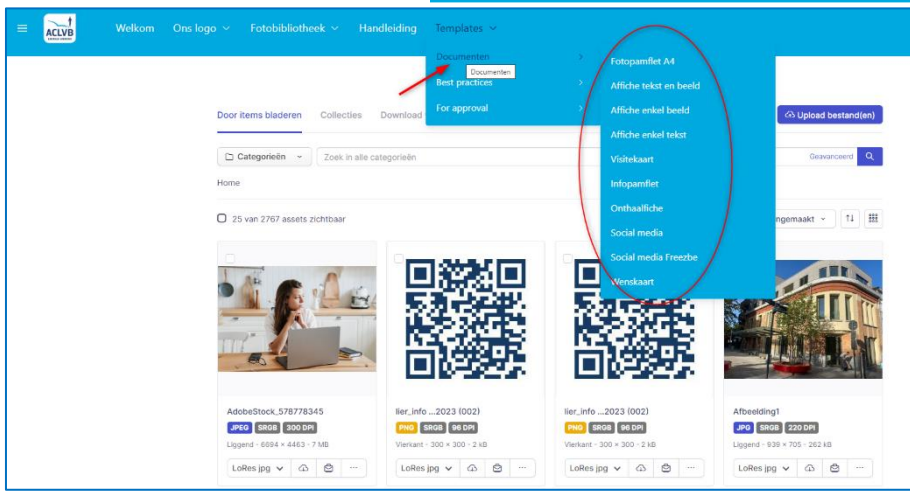 ACLVB
Welkom
Ons logo
Fotobibliotheek
Handleiding
Templates
Documenten
Documenten
Best practices
For approval
Fotopamflet A4
Affiche tekst en beeld
Affiche enkel beeld
Affiche enkel tekst
Visitekaart
Infopamflet
Onthaalfiche
Social media
Social media Freezbe
Wenskaart
Door items bladeren
Collecties
Download
Upload bestand(en)
Categorieën
Zoek in alle categorieën
Geavanceerd
Home
25 van 2767 assets zichtbaar
ngemaakt
AdobeStock_578778345
JPEG SRGB 300 DPI
Liggend - 6694 × 4463 - 7 MB
LoRes jpg
lier_info ...2023 (002)
PNG SRGB 96 DPI
Vierkant - 300 × 300 - 2 kB
LoRes jpg
lier_info ...2023 (002)
PNG SRGB 96 DPI
Vierkant - 300 × 300 - 2 kB
LoRes jpg
Afbeelding1
JPG SRGB 220 DPI
Liggend - 939 × 705 - 262 kB
LoRes jpg